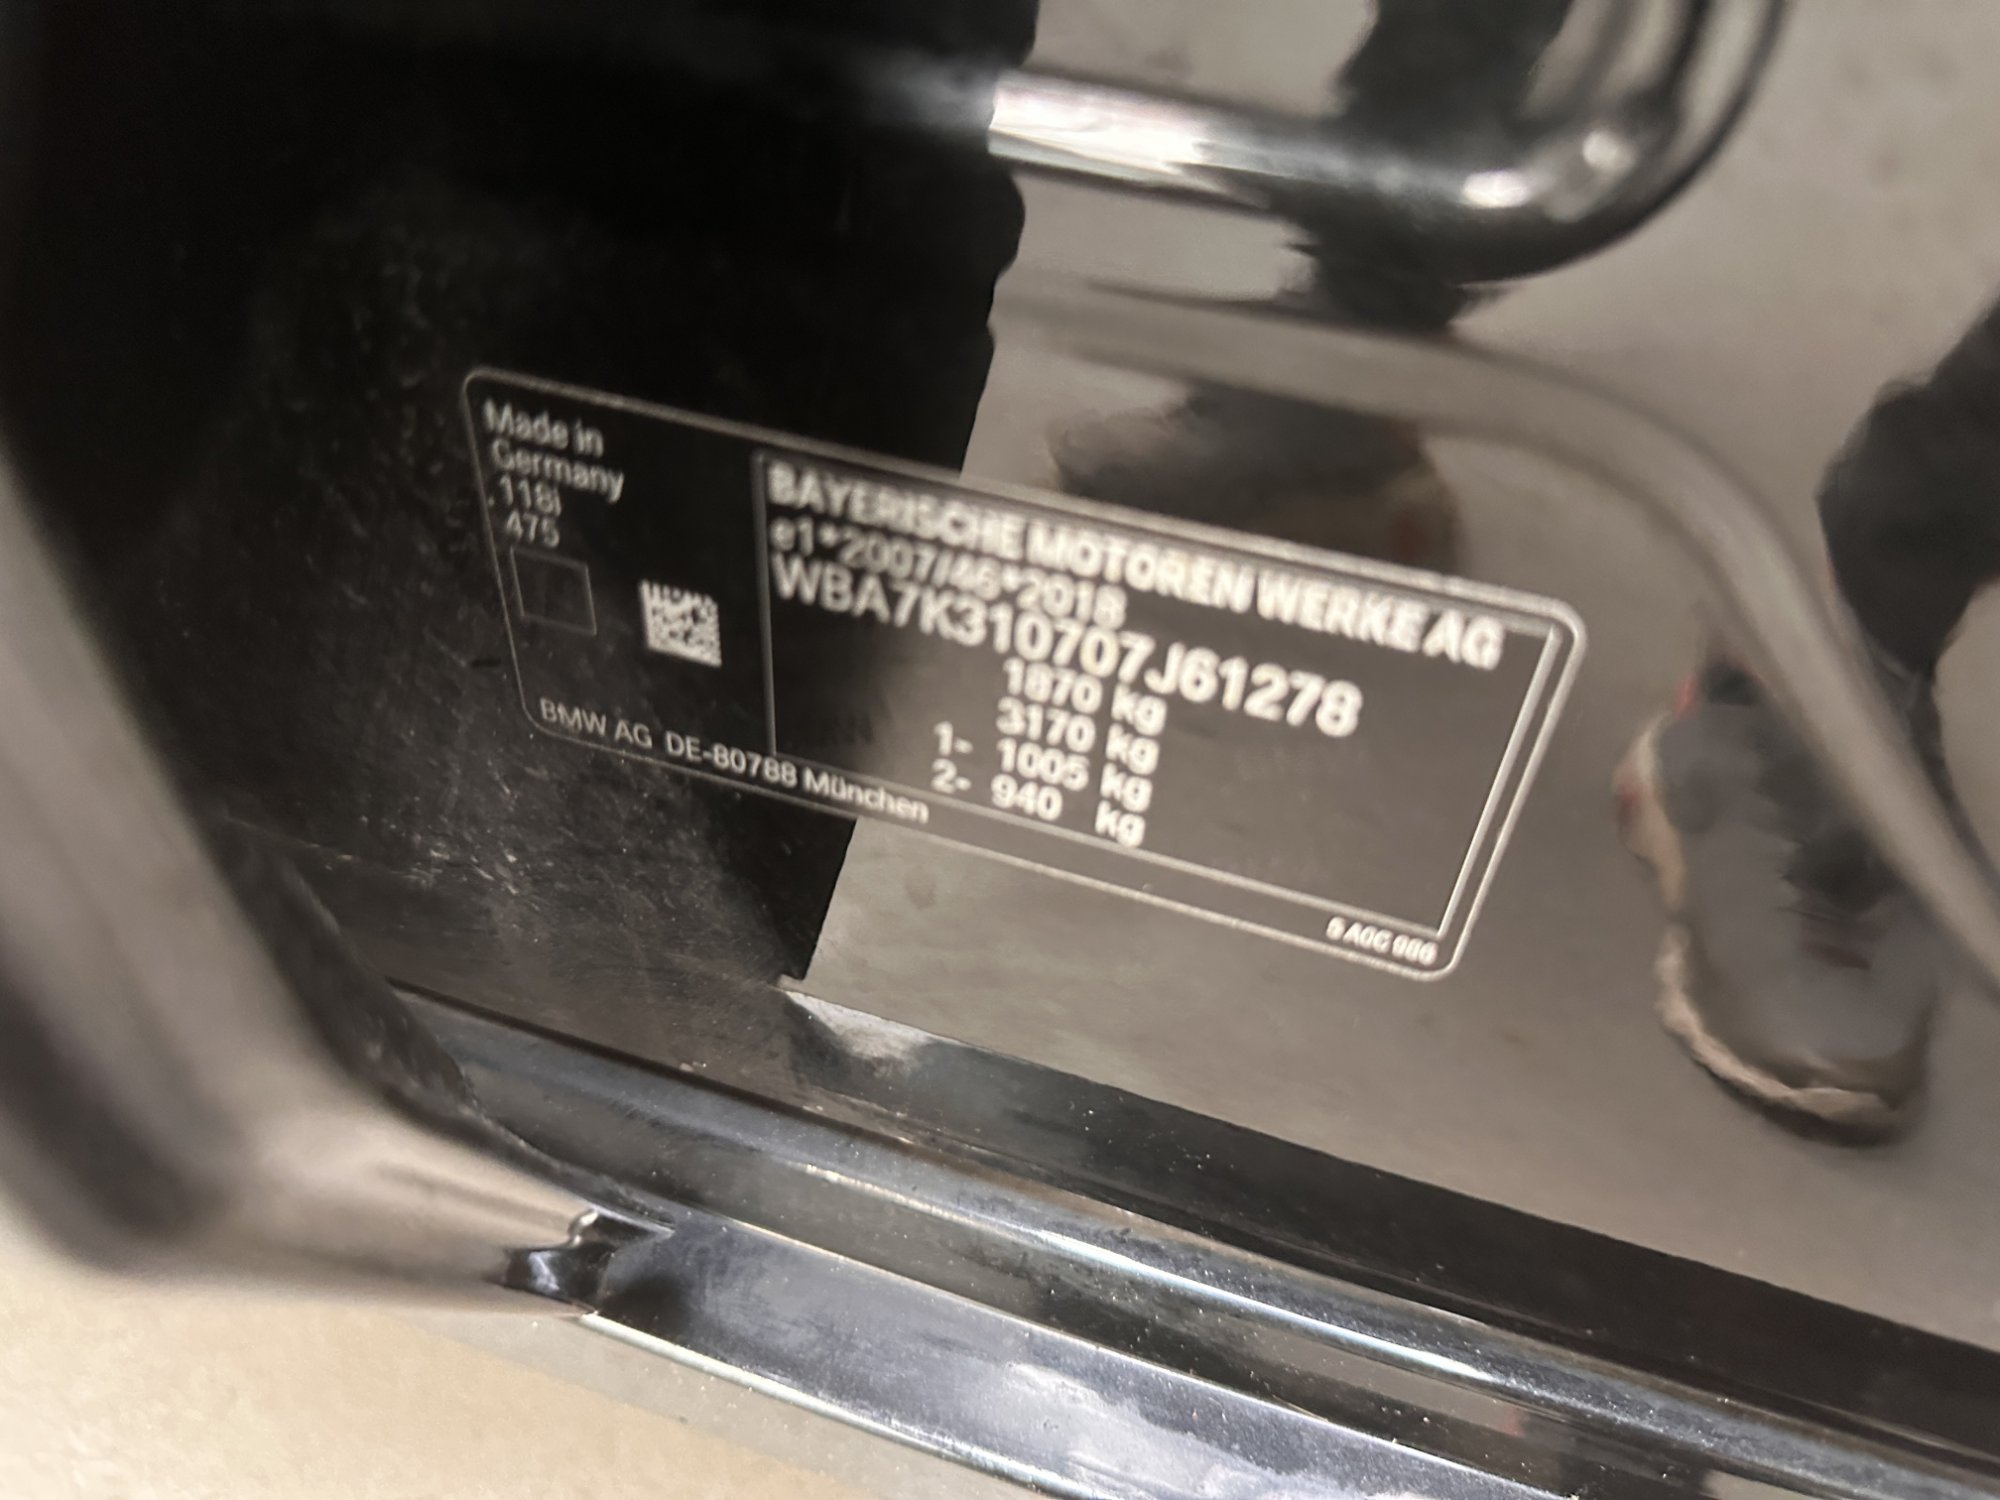 Made in
Germany
118i
475
BMW AG DE-80788 München
BAYERISCHE MOTOREN WERKE AG
e1*2007/46*2018
WBA7K310707J61278
1870 kg
3170 kg
1- 1005 kg
2- 940 kg